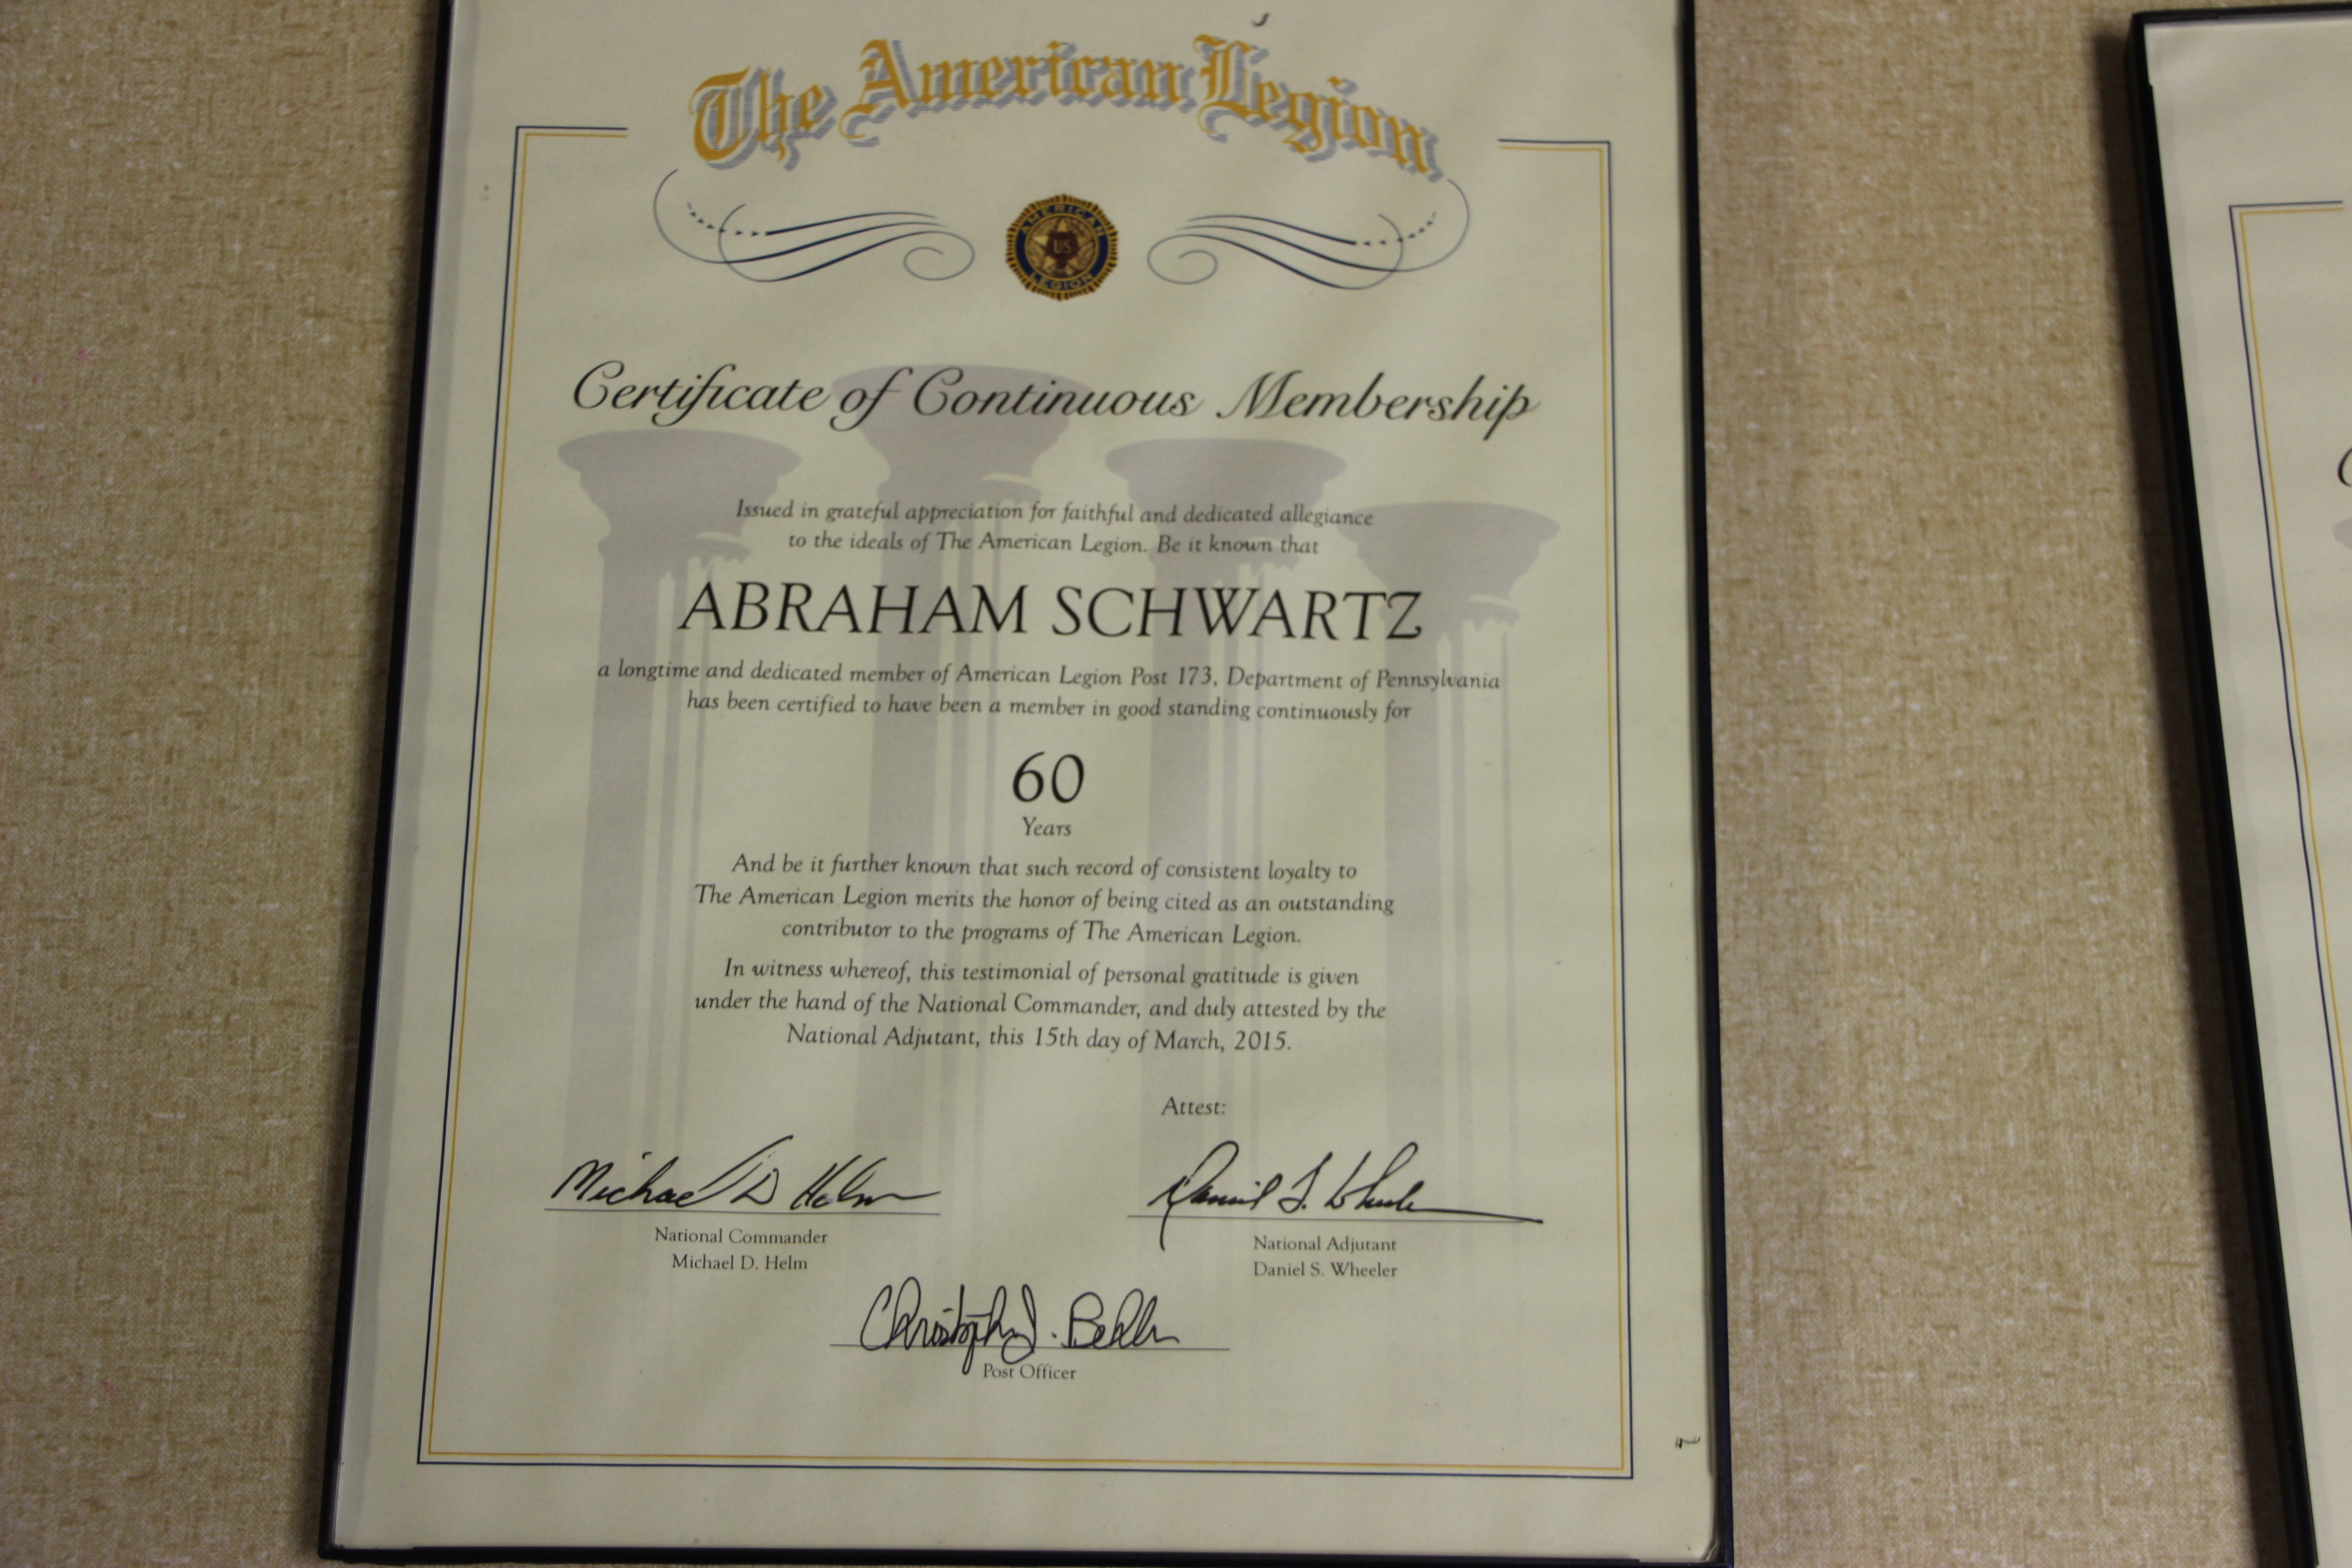 The American Legion
AMERICAN
U.S.
LEGION
Certificate of Continuous Membership
Issued in grateful appreciation for faithful and dedicated allegiance
to the ideals of The American Legion. Be it known that
ABRAHAM SCHWARTZ
a longtime and dedicated member of American Legion Post 173, Department of Pennsylvania
has been certified to have been a member in good standing continuously for
60
Years
And be it further known that such record of consistent loyalty to
The American Legion merits the honor of being cited as an outstanding
contributor to the programs of The American Legion.
In witness whereof, this testimonial of personal gratitude is given
under the hand of the National Commander, and duly attested by the
National Adjutant, this 15th day of March, 2015.
Attest:
Michael D Helm
Daniel S. Wheeler
National Commander
Michael D. Helm
National Adjutant
Daniel S. Wheeler
Christopher J.
Post Officer